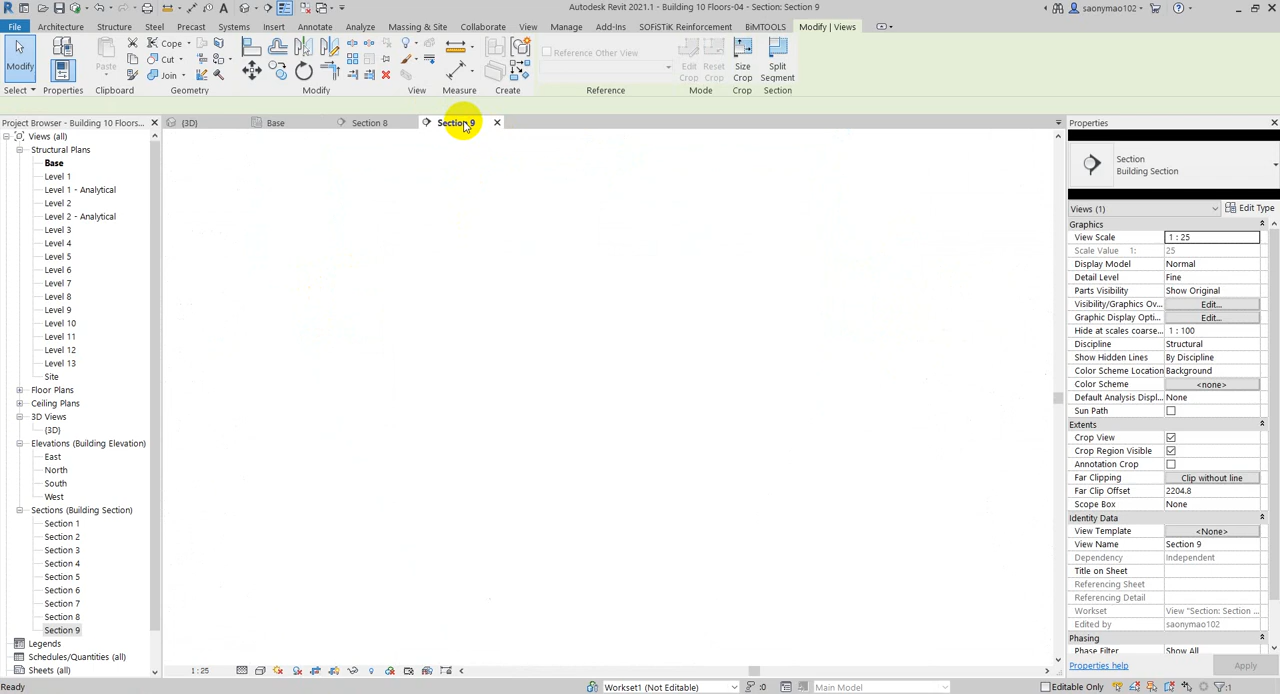 Autodesk Revit 2021.1 - Building 10 Floors-04 - Section: Section 9
saonymao102
File Architecture Structure Steel Precast Systems Insert Annotate Analyze Massing & Site Collaborate View Manage Add-Ins SOFiSTiK Reinforcement BiMTOOLS Modify | Views
Modify
Paste
Cope
Cut
Join
Reference Other View
Edit Crop
Reset Crop
Size Crop
Split Segment
Select Properties Clipboard Geometry Modify View Measure Create Reference Mode Crop Section
Project Browser - Building 10 Floors...
{3D}
Base
Section 8
Section 9
Views (all)
Structural Plans
Base
Level 1
Level 1 - Analytical
Level 2
Level 2 - Analytical
Level 3
Level 4
Level 5
Level 6
Level 7
Level 8
Level 9
Level 10
Level 11
Level 12
Level 13
Site
Floor Plans
Ceiling Plans
3D Views
{3D}
Elevations (Building Elevation)
East
North
South
West
Sections (Building Section)
Section 1
Section 2
Section 3
Section 4
Section 5
Section 6
Section 7
Section 8
Section 9
Legends
Schedules/Quantities (all)
Sheets (all)
Properties
Section
Building Section
Views (1)
Edit Type
Graphics
View Scale 1 : 25
Scale Value 1: 25
Display Model Normal
Detail Level Fine
Parts Visibility Show Original
Visibility/Graphics Ov... Edit...
Graphic Display Opti... Edit...
Hide at scales coarse... 1 : 100
Discipline Structural
Show Hidden Lines By Discipline
Color Scheme Location Background
Color Scheme <none>
Default Analysis Displ... None
Sun Path
Extents
Crop View
Crop Region Visible
Annotation Crop
Far Clipping Clip without line
Far Clip Offset 2204.8
Scope Box None
Identity Data
View Template <None>
View Name Section 9
Dependency Independent
Title on Sheet
Referencing Sheet
Referencing Detail
Workset View "Section: Section ...
Edited by saonymao102
Phasing
Phase Filter Show All
Properties help
Apply
1 : 25
Ready
Workset1 (Not Editable)
:0
Main Model
Editable Only
:1